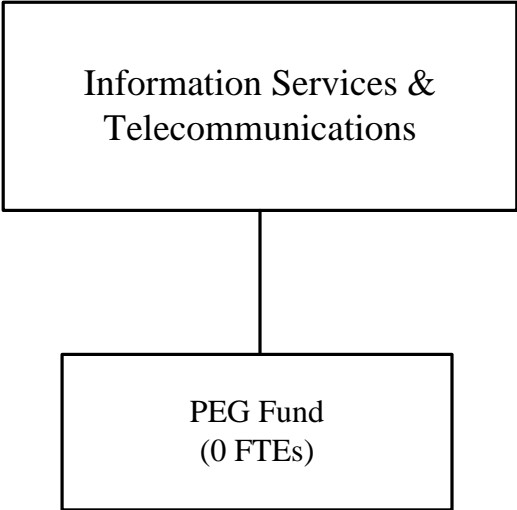 Information Services &
Telecommunications
PEG Fund
(0 FTEs)